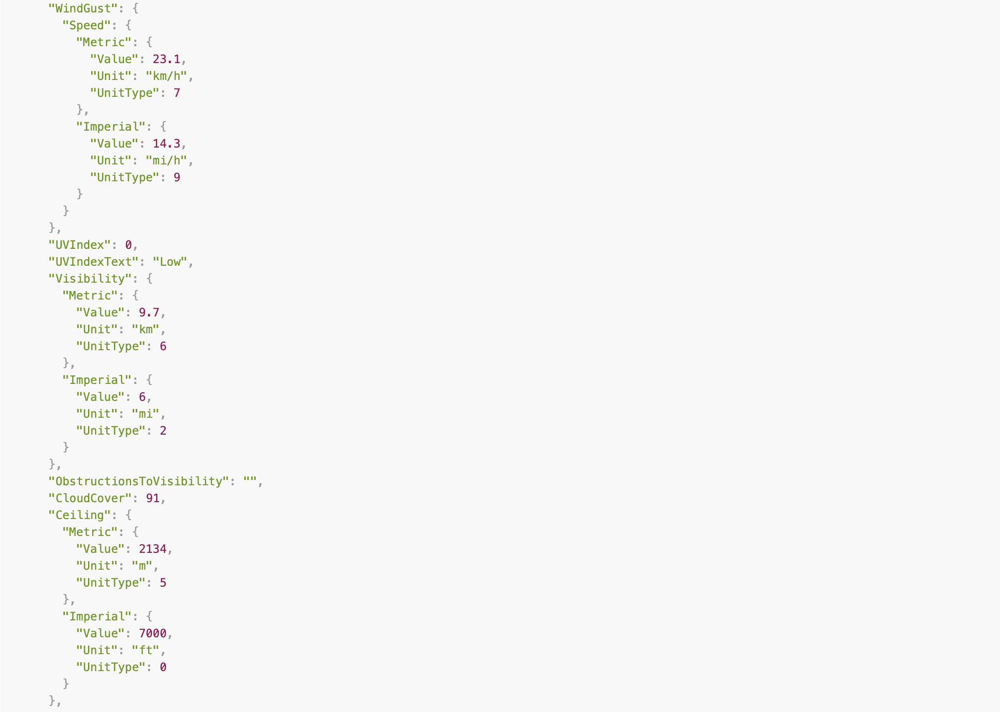 "WindGust": {
"Speed": {
"Metric": {
"Value": 23.1,
"Unit": "km/h",
"UnitType": 7
},
"Imperial": {
"Value": 14.3,
"Unit": "mi/h",
"UnitType": 9
}
}
},
"UVIndex": 0,
"UVIndexText": "Low",
"Visibility": {
"Metric": {
"Value": 9.7,
"Unit": "km",
"UnitType": 6
},
"Imperial": {
"Value": 6,
"Unit": "mi",
"UnitType": 2
}
},
"ObstructionsToVisibility": "",
"CloudCover": 91,
"Ceiling": {
"Metric": {
"Value": 2134,
"Unit": "m",
"UnitType": 5
},
"Imperial": {
"Value": 7000,
"Unit": "ft",
"UnitType": 0
}
},